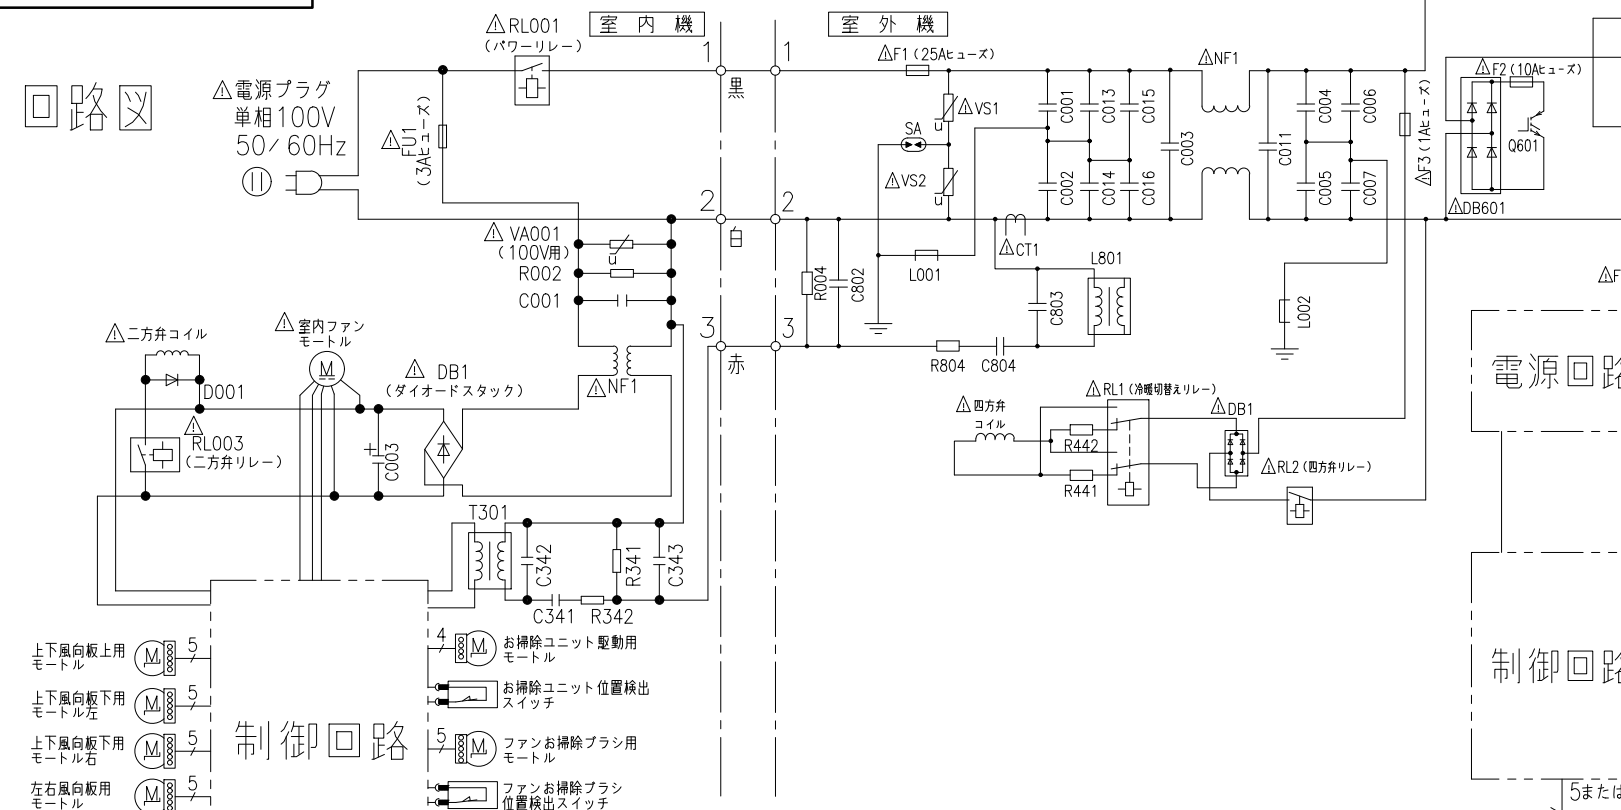 回路図
電源プラグ
単相100V
50/60Hz
RL001
(パワーリレー)
室内機
室外機
1
1
黒
FU1
(3Aヒューズ)
2
2
白
VA001
(100V用)
R002
C001
3
3
赤
NF1
二方弁コイル
D001
RL003
(二方弁リレー)
室内ファン
モートル
M
C003
DB1
(ダイオードスタック)
T301
C342
R341
C343
C341
R342
F1(25Aヒューズ)
VS1
SA
VS2
C001
C013
C015
C002
C014
C016
C003
NF1
C011
C004
C006
C005
C007
F3(1Aヒューズ)
F2(10Aヒューズ)
Q601
DB601
R004
C802
L001
CT1
L801
C803
R804
C804
L002
RL1(冷暖切替えリレー)
四方弁
コイル
R442
R441
DB1
RL2(四方弁リレー)
F
電源回路
制御回路
5または
上下風向板上用
モートル
M
5
上下風向板下用
モートル左
M
5
上下風向板下用
モートル右
M
5
左右風向板用
モートル
M
5
制御回路
4
M
お掃除ユニット駆動用
モートル
お掃除ユニット位置検出
スイッチ
5
M
ファンお掃除ブラシ用
モートル
ファンお掃除ブラシ
位置検出スイッチ